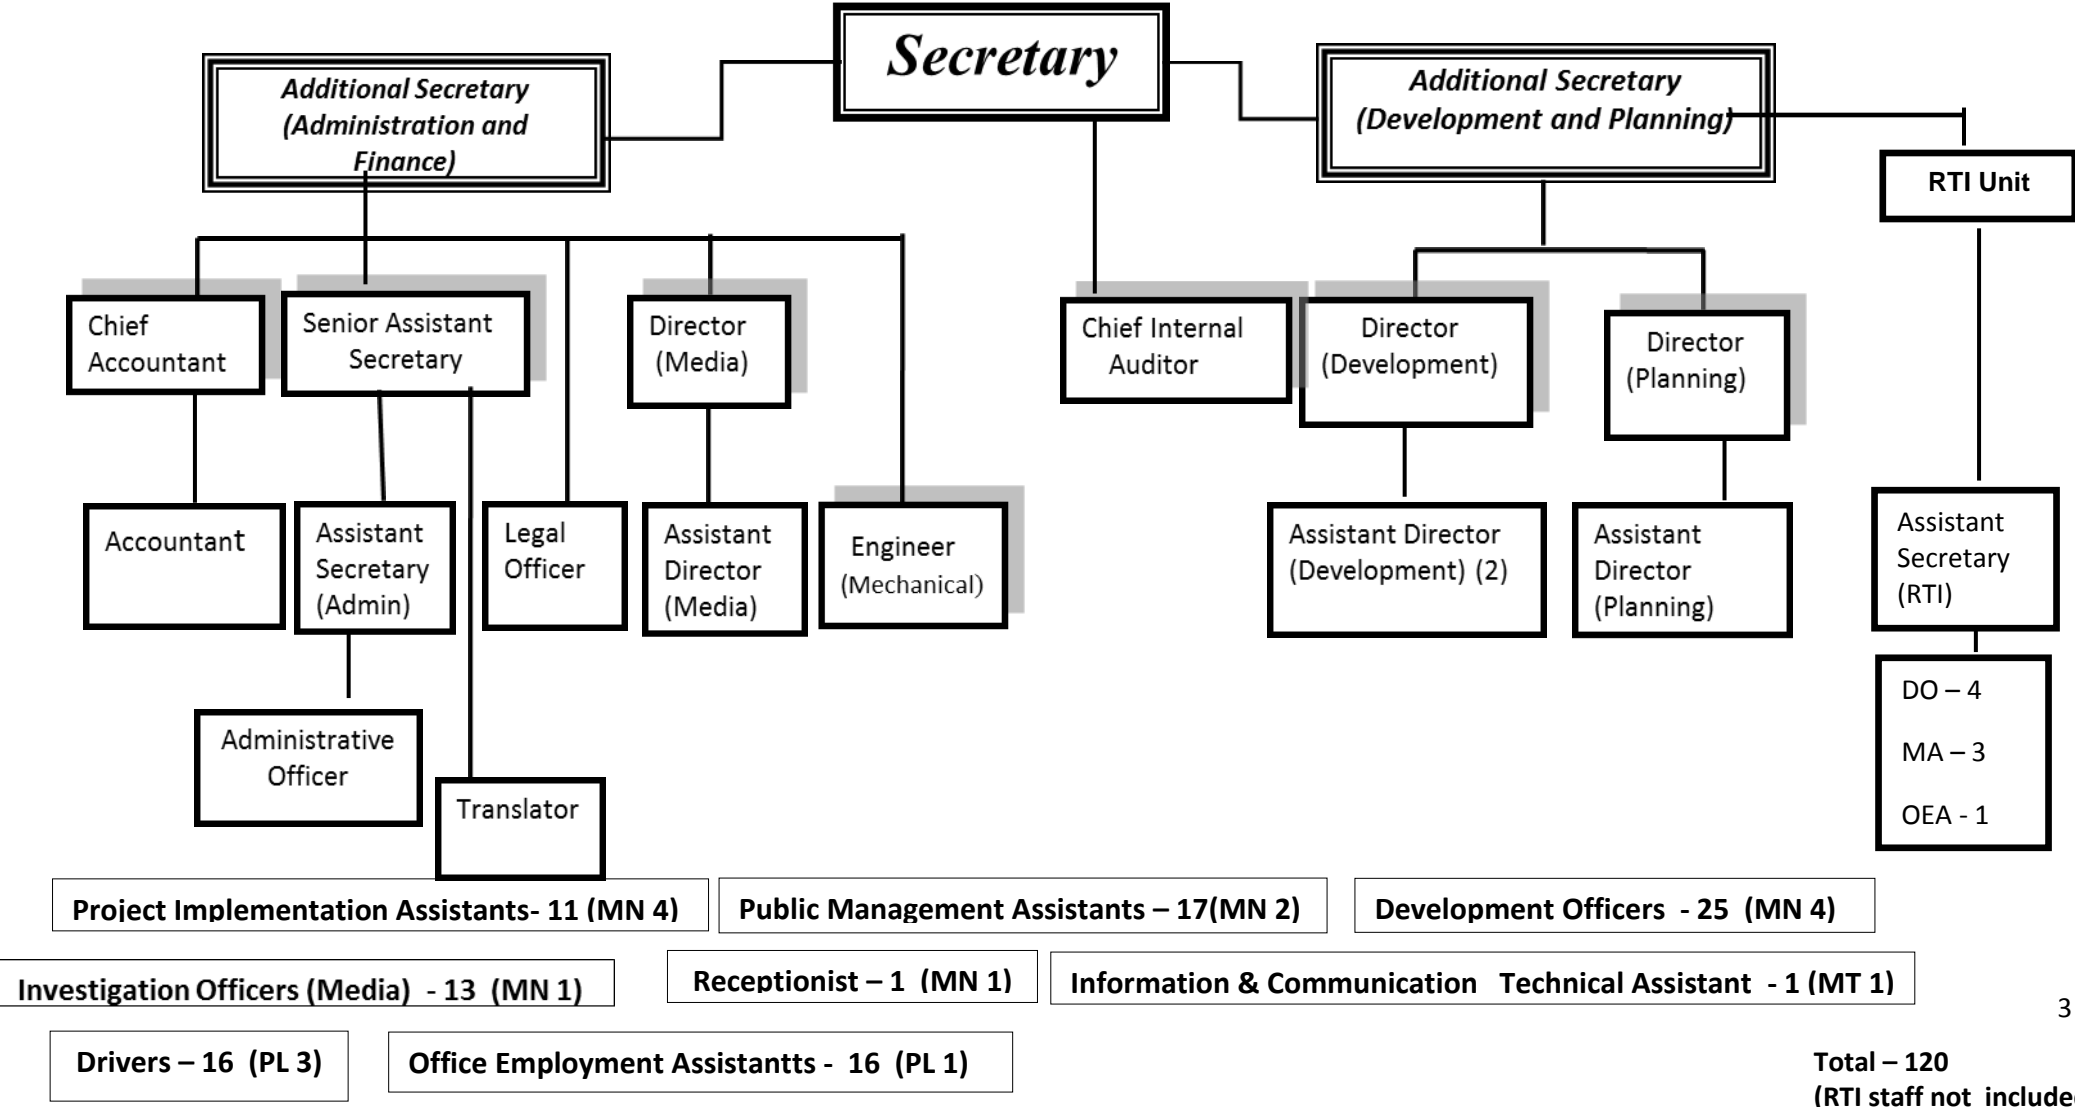 Secretary
Additional Secretary
(Administration and
Finance)
Additional Secretary
(Development and Planning)
RTI Unit
Chief
Accountant
Senior Assistant
Secretary
Director
(Media)
Chief Internal
Auditor
Director
(Development)
Director
(Planning)
Accountant
Assistant
Secretary
(Admin)
Legal
Officer
Assistant
Director
(Media)
Engineer
(Mechanical)
Assistant Director
(Development) (2)
Assistant
Director
(Planning)
Assistant
Secretary
(RTI)
DO – 4
MA – 3
OEA - 1
Administrative
Officer
Translator
Project Implementation Assistants- 11 (MN 4)
Public Management Assistants – 17(MN 2)
Development Officers - 25 (MN 4)
Investigation Officers (Media) - 13 (MN 1)
Receptionist – 1 (MN 1)
Information & Communication Technical Assistant - 1 (MT 1)
3
Drivers – 16 (PL 3)
Office Employment Assistantts - 16 (PL 1)
Total – 120
(RTI staff not include